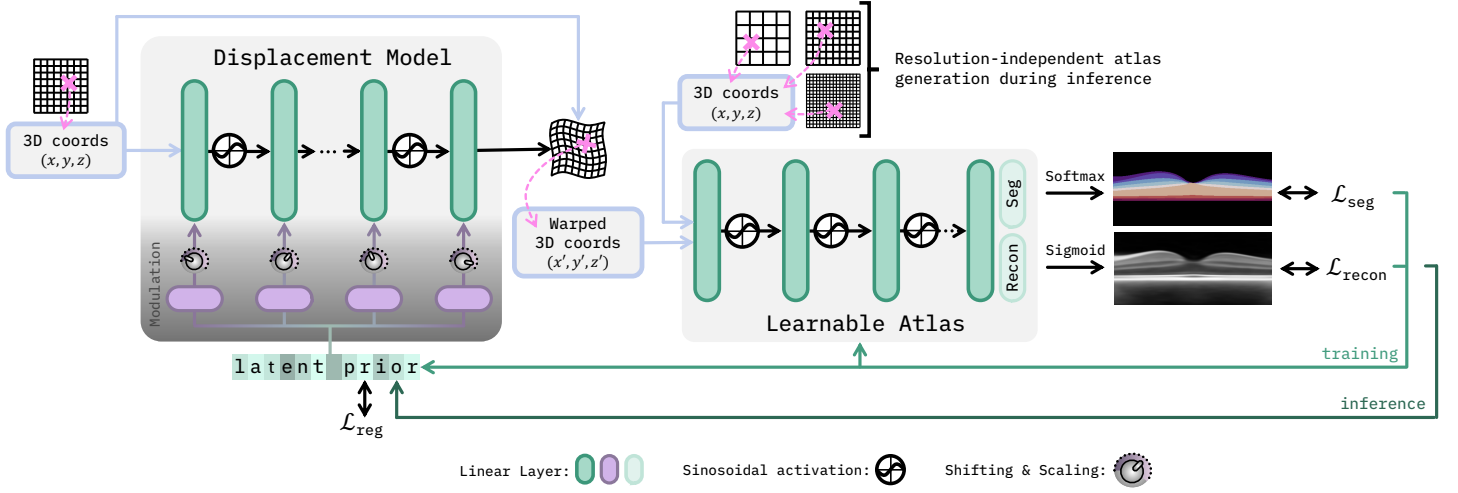 Displacement Model
3D coords
(x, y, z)
Modulation
latent prior
ℒreg
Warped
3D coords
(x′, y′, z′)
3D coords
(x, y, z)
Resolution-independent atlas
generation during inference
Seg
Recon
Learnable Atlas
Softmax
Sigmoid
ℒseg
ℒrecon
training
inference
Linear Layer:
Sinosoidal activation:
Shifting & Scaling: